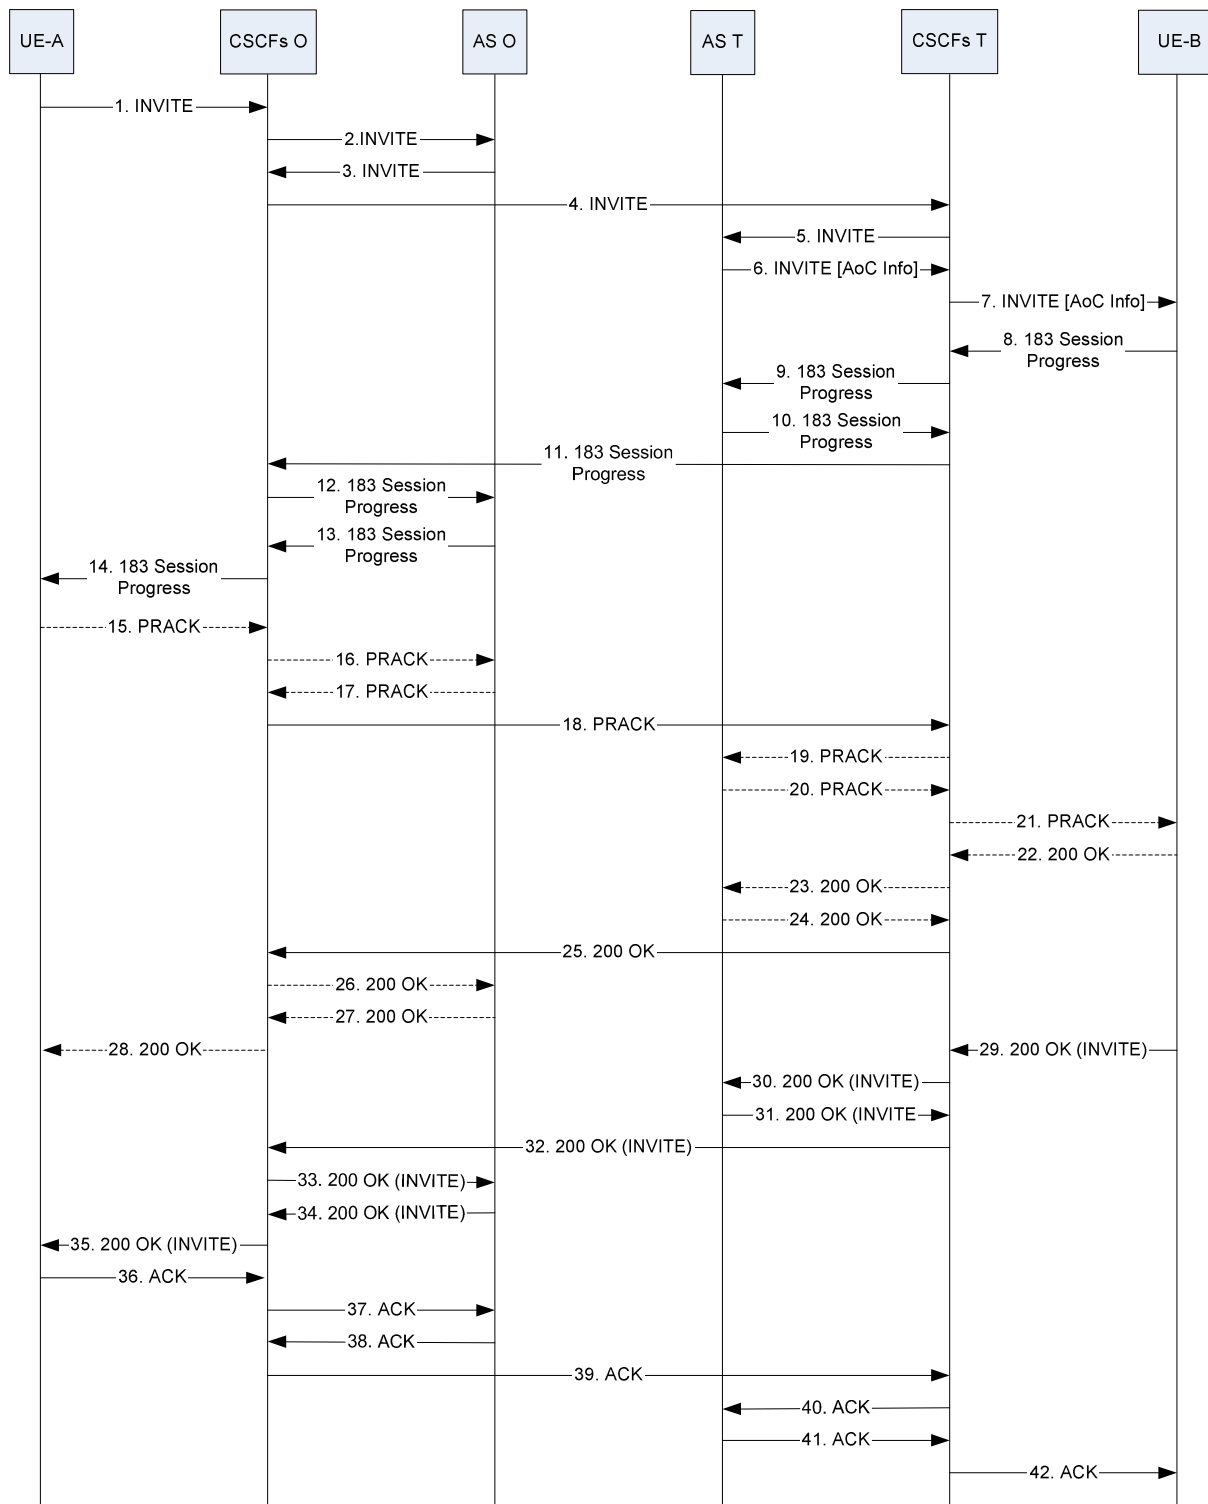 UE-A
CSCFs O
AS O
AS T
CSCFs T
UE-B
1. INVITE
2.INVITE
3. INVITE
4. INVITE
5. INVITE
6. INVITE [AoC Info]
7. INVITE [AoC Info]
8. 183 Session
Progress
9. 183 Session
Progress
10. 183 Session
Progress
11. 183 Session
Progress
12. 183 Session
Progress
13. 183 Session
Progress
14. 183 Session
Progress
15. PRACK
16. PRACK
17. PRACK
18. PRACK
19. PRACK
20. PRACK
21. PRACK
22. 200 OK
23. 200 OK
24. 200 OK
25. 200 OK
26. 200 OK
27. 200 OK
28. 200 OK
29. 200 OK (INVITE)
30. 200 OK (INVITE)
31. 200 OK (INVITE
32. 200 OK (INVITE)
33. 200 OK (INVITE)
34. 200 OK (INVITE)
35. 200 OK (INVITE)
36. ACK
37. ACK
38. ACK
39. ACK
40. ACK
41. ACK
42. ACK